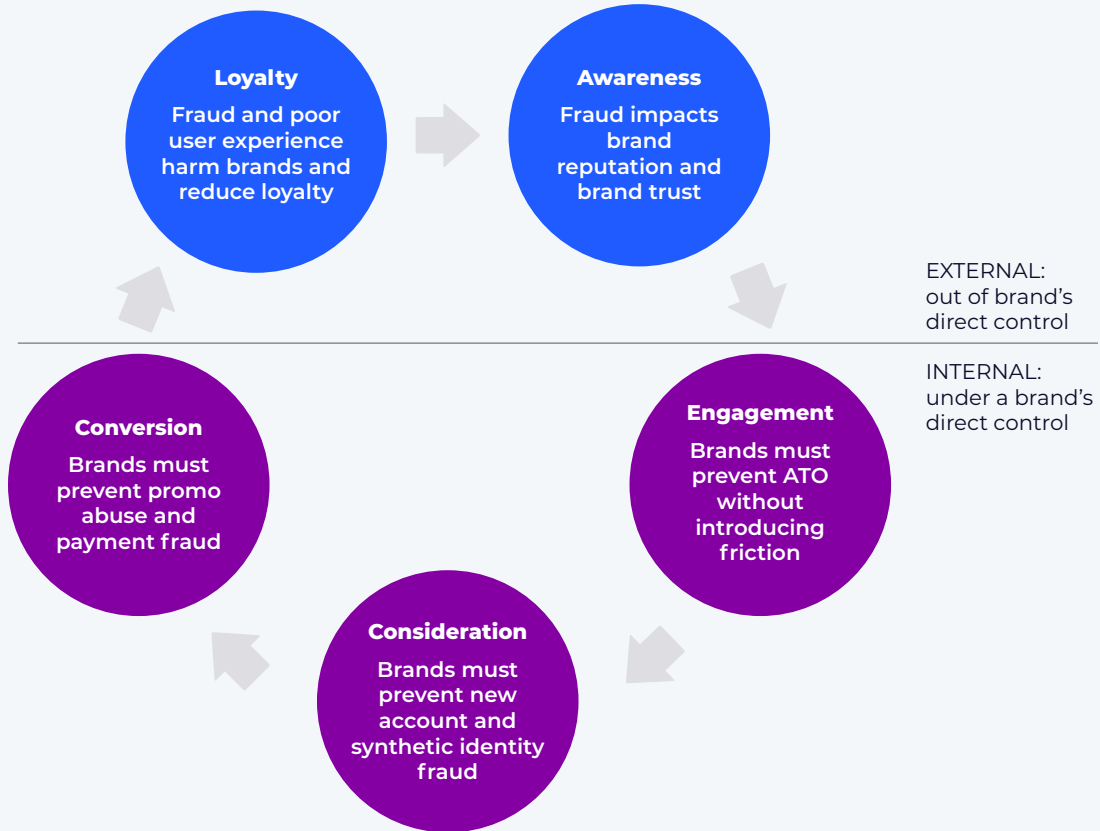 Loyalty
Fraud and poor
user experience
harm brands and
reduce loyalty
Awareness
Fraud impacts
brand
reputation and
brand trust
EXTERNAL:
out of brand’s
direct control
INTERNAL:
under a brand’s
direct control
Engagement
Brands must
prevent ATO
without
introducing
friction
Consideration
Brands must
prevent new
account and
synthetic identity
fraud
Conversion
Brands must
prevent promo
abuse and
payment fraud